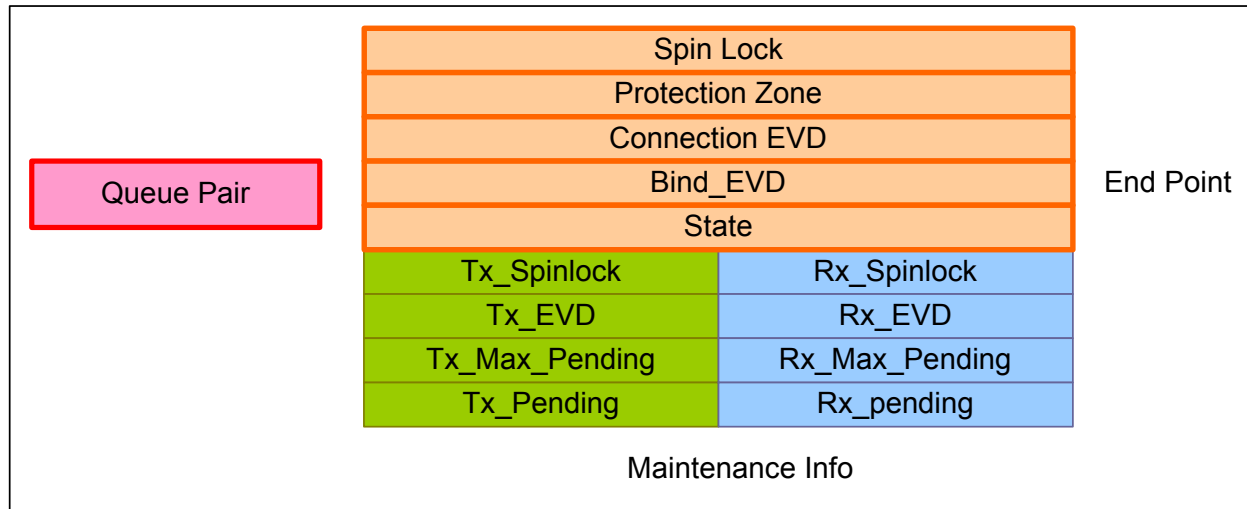 Spin Lock
Protection Zone
Connection EVD
Queue Pair
Bind_EVD
End Point
State
Tx_Spinlock Rx_Spinlock
Tx_EVD Rx_EVD
Tx_Max_Pending Rx_Max_Pending
Tx_Pending Rx_pending
Maintenance Info